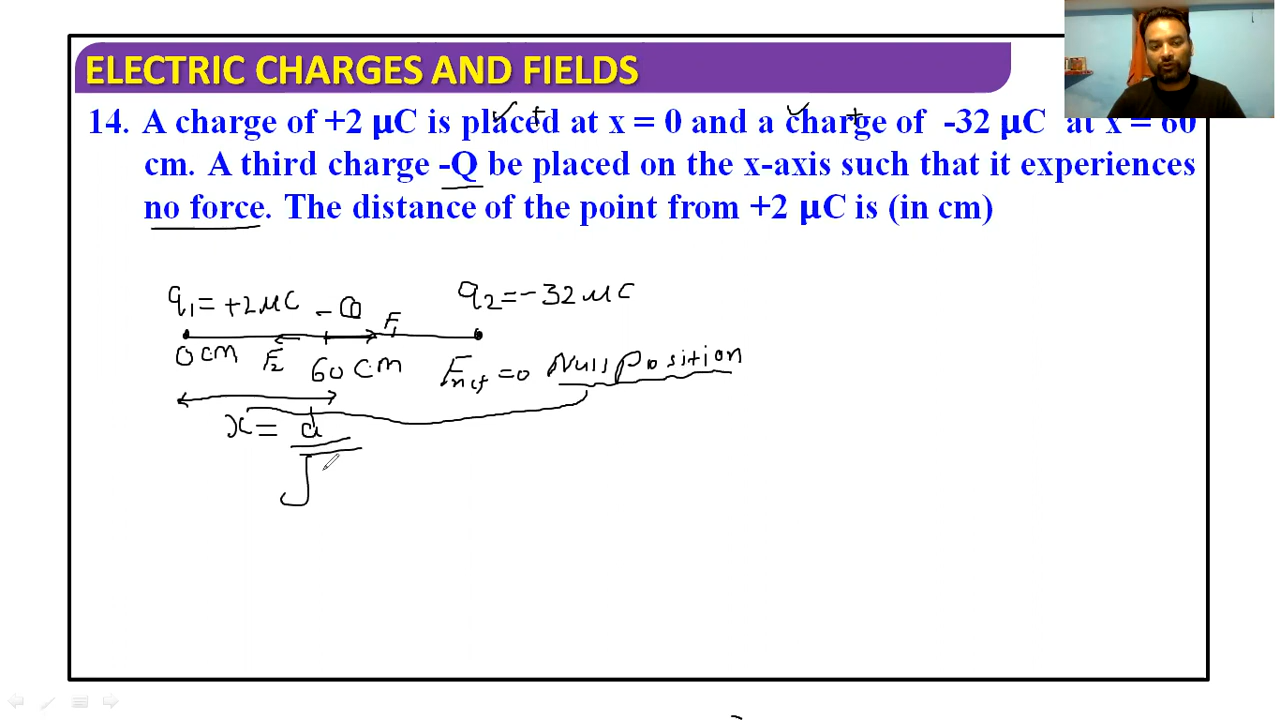 ELECTRIC CHARGES AND FIELDS
14. A charge of +2 μC is placed at x = 0 and a charge of -32 μC at x = 60
cm. A third charge -Q be placed on the x-axis such that it experiences
no force. The distance of the point from +2 μC is (in cm)
q1 = +2 μC -Q q2 = -32 μC
F1
0 cm F2 60 cm Fnet = 0 Null position
x = d